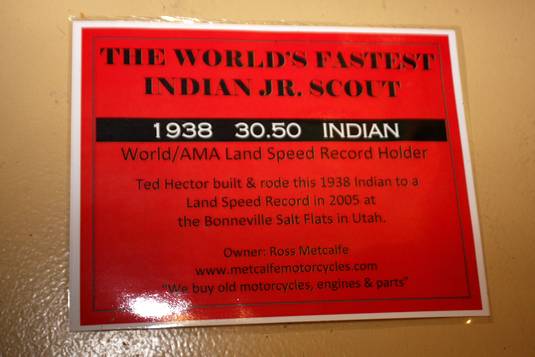 THE WORLD'S FASTEST
INDIAN JR. SCOUT
1938 30.50 INDIAN
World/AMA Land Speed Record Holder
Ted Hector built & rode this 1938 Indian to a
Land Speed Record in 2005 at
the Bonneville Salt Flats in Utah.
Owner: Ross Metcalfe
www.metcalfemotorcycles.com
"We buy old motorcycles, engines & parts"